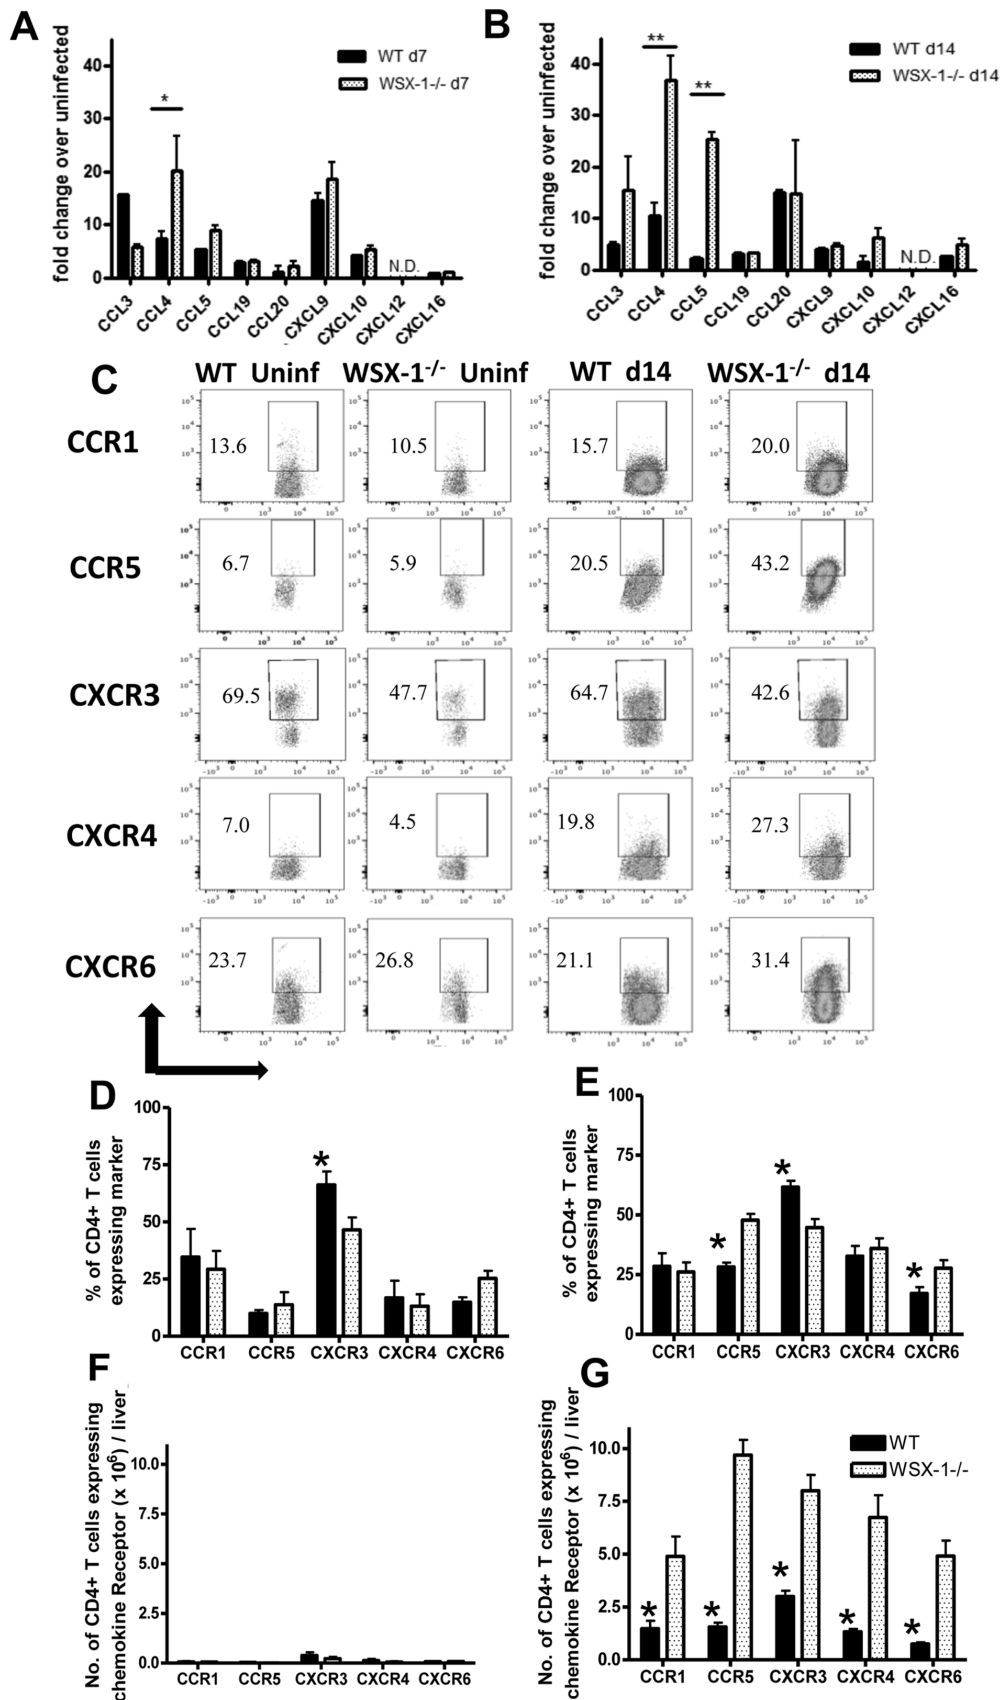 A
fold change over uninfected
40
30
20
10
0
*
WT d7
WSX-1-/- d7
N.D.
CCL3
CCL4
CCL5
CCL19
CCL20
CXCL9
CXCL10
CXCL12
CXCL16
B
fold change over uninfected
40
30
20
10
0
**
**
WT d14
WSX-1-/- d14
N.D.
CCL3
CCL4
CCL5
CCL19
CCL20
CXCL9
CXCL10
CXCL12
CXCL16
C
WT Uninf WSX-1-/- Uninf WT d14 WSX-1-/- d14
CCR1 13.6 10.5 15.7 20.0
CCR5 6.7 5.9 20.5 43.2
CXCR3 69.5 47.7 64.7 42.6
CXCR4 7.0 4.5 19.8 27.3
CXCR6 23.7 26.8 21.1 31.4
D
% of CD4+ T cells
expressing marker
100
75
50
25
0
*
CCR1 CCR5 CXCR3 CXCR4 CXCR6
E
% of CD4+ T cells
expressing marker
100
75
50
25
0
*
*
*
CCR1 CCR5 CXCR3 CXCR4 CXCR6
F
No. of CD4+ T cells expressing
chemokine Receptor (x 10⁶) / liver
10.0
7.5
5.0
2.5
0.0
CCR1 CCR5 CXCR3 CXCR4 CXCR6
G
No. of CD4+ T cells expressing
chemokine Receptor (x 10⁶) / liver
10.0
7.5
5.0
2.5
0.0
WT
WSX-1-/-
* * * * *
CCR1 CCR5 CXCR3 CXCR4 CXCR6